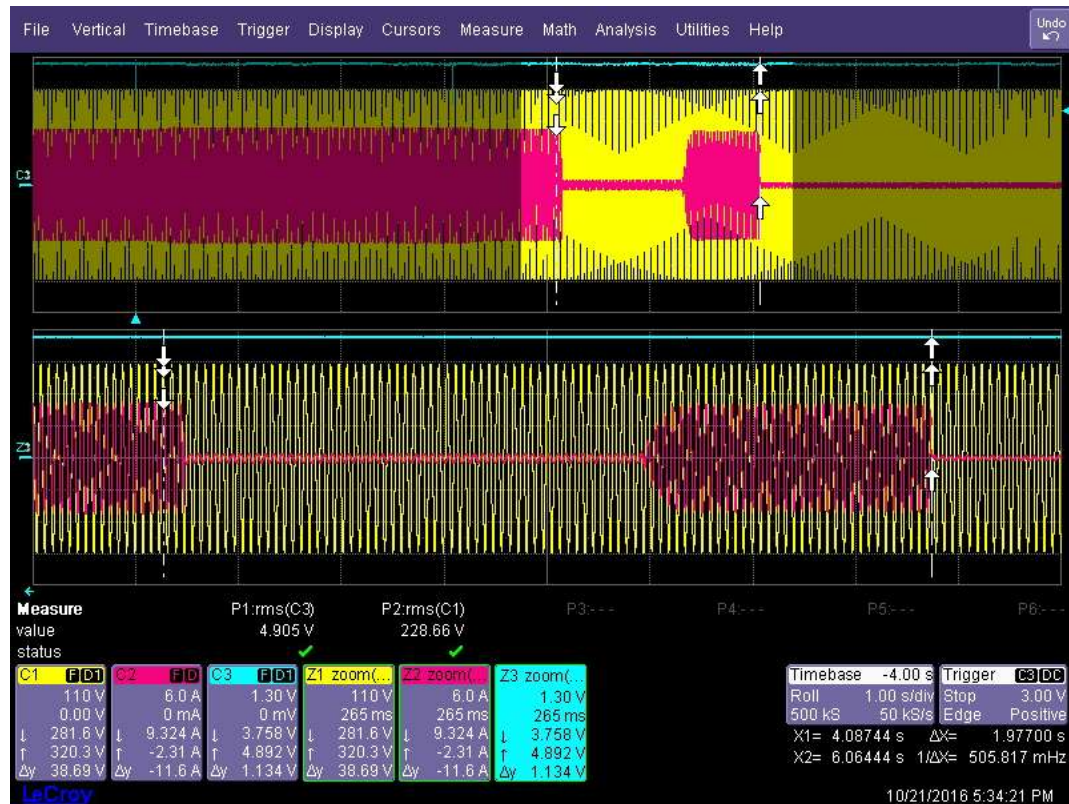 File Vertical Timebase Trigger Display Cursors Measure Math Analysis Utilities Help Undo
C3
Z3
Measure P1:rms(C3) P2:rms(C1) P3:--- P4:--- P5:--- P6:---
value 4.905 V 228.66 V
status
C1 F D1 C2 F D C3 F D1 Z1 zoom(... Z2 zoom(... Z3 zoom(... Timebase -4.00 s Trigger C3 DC
110 V 6.0 A 1.30 V 110 V 6.0 A 1.30 V Roll 1.00 s/div Stop 3.00 V
0.00 V 0 mA 0 mV 265 ms 265 ms 265 ms 500 kS 50 kS/s Edge Positive
↓ 281.6 V ↓ 9.324 A ↓ 3.758 V ↓ 281.6 V ↓ 9.324 A ↓ 3.758 V X1= 4.08744 s ΔX= 1.97700 s
↑ 320.3 V ↑ -2.31 A ↑ 4.892 V ↑ 320.3 V ↑ -2.31 A ↑ 4.892 V X2= 6.06444 s 1/ΔX= 505.817 mHz
Δy 38.69 V Δy -11.6 A Δy 1.134 V Δy 38.69 V Δy -11.6 A Δy 1.134 V
LeCroy 10/21/2016 5:34:21 PM